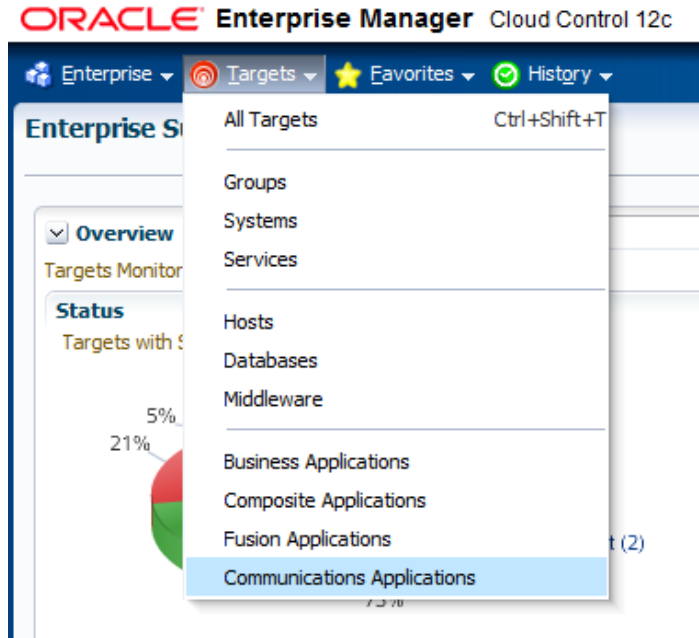 ORACLE Enterprise Manager Cloud Control 12c
Enterprise Targets Favorites History
Enterprise
All Targets Ctrl+Shift+T
Groups
Systems
Services
Overview
Targets
Status
Targets with
Hosts
Databases
Middleware
5%
21%
Business Applications
Composite Applications
Fusion Applications
(2)
Communications Applications